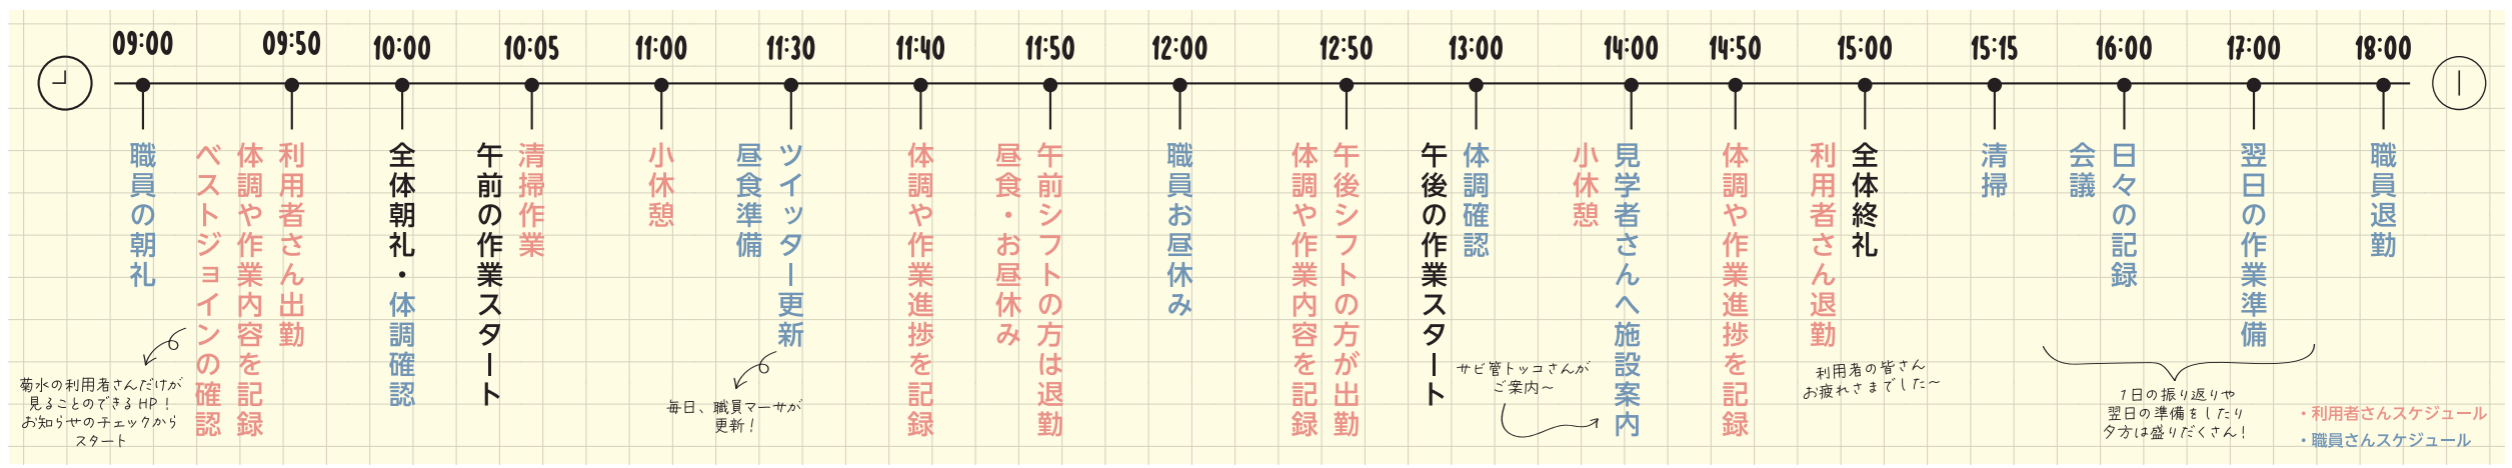 09:00
職員の朝礼
菊水の利用者さんだけが
見ることのできるHP！
お知らせのチェックから
スタート
09:50
利用者さん出勤
体調や作業内容を記録
ベストジョインの確認
10:00
全体朝礼・体調確認
10:05
清掃作業
午前の作業スタート
11:00
小休憩
11:30
ツイッター更新
昼食準備
毎日、職員マーサが
更新！
11:40
体調や作業進捗を記録
11:50
午前シフトの方は退勤
昼食・お昼休み
12:00
職員お昼休み
12:50
午後シフトの方が出勤
体調や作業内容を記録
13:00
体調確認
午後の作業スタート
14:00
見学者さんへ施設案内
小休憩
サビ管トッコさんが
ご案内～
14:50
体調や作業進捗を記録
15:00
全体終礼
利用者さん退勤
利用者の皆さん
お疲れさまでした～
15:15
清掃
16:00
日々の記録
会議
17:00
翌日の作業準備
1日の振り返りや
翌日の準備をしたり
夕方は盛りだくさん！
18:00
職員退勤
・利用者さんスケジュール
・職員さんスケジュール